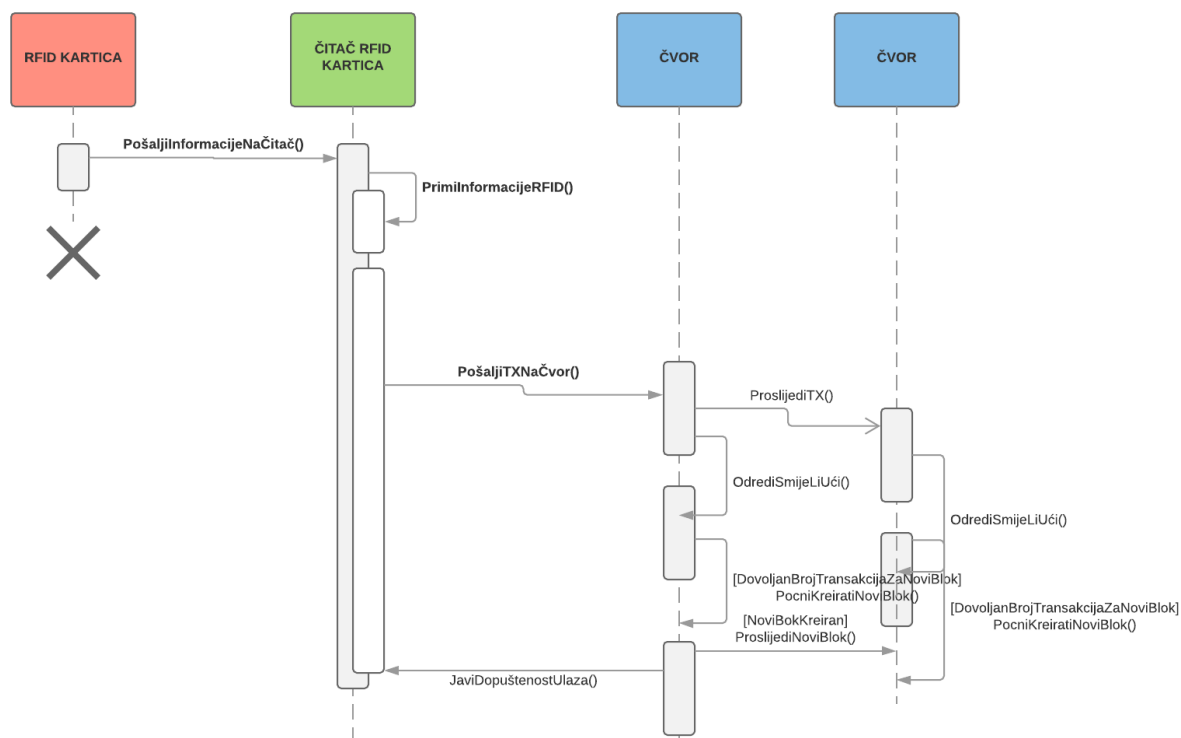 RFID KARTICA
ČITAČ RFID
KARTICA
ČVOR
ČVOR
PošaljiInformacijeNaČitač()
PrimiInformacijeRFID()
PošaljiTXNaČvor()
ProslijediTX()
OdrediSmijeLiUći()
OdrediSmijeLiUći()
[DovoljanBrojTransakcijaZaNoviBlok]
PocniKreiratiNoviBlok()
[DovoljanBrojTransakcijaZaNoviBlok]
PocniKreiratiNoviBlok()
[NoviBokKreiran]
ProslijediNoviBlok()
JaviDopuštenostUlaza()